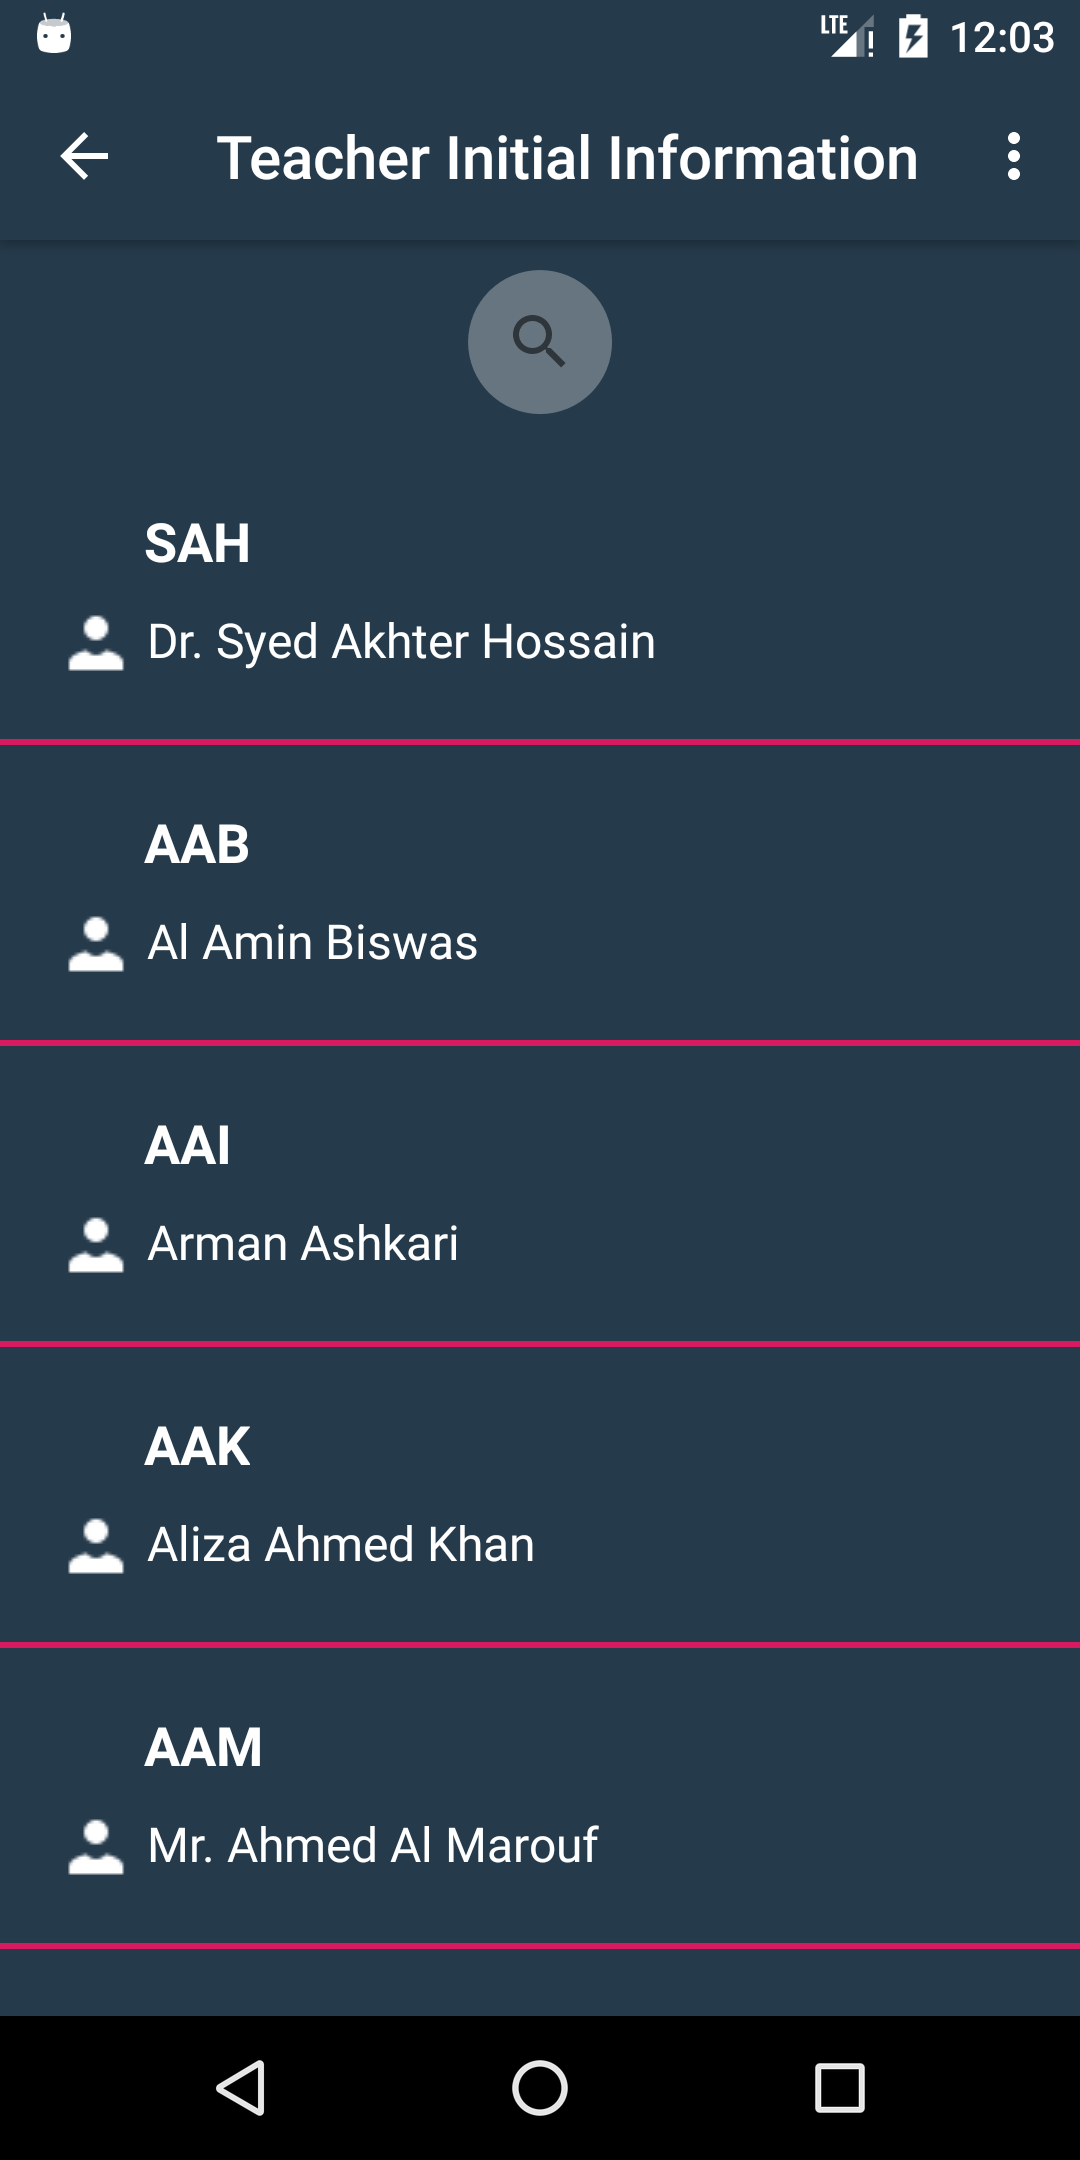 LTE 12:03
Teacher Initial Information
SAH
Dr. Syed Akhter Hossain
AAB
Al Amin Biswas
AAI
Arman Ashkari
AAK
Aliza Ahmed Khan
AAM
Mr. Ahmed Al Marouf